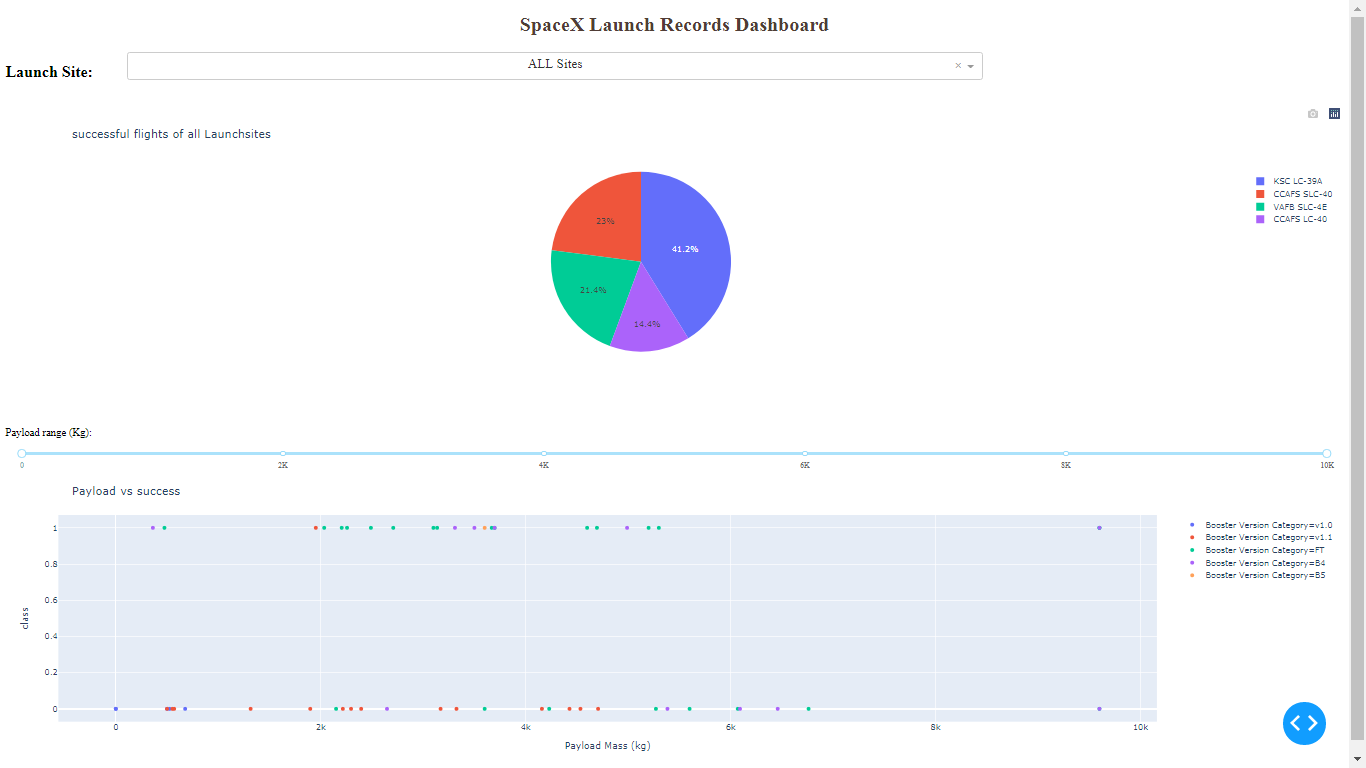 SpaceX Launch Records Dashboard
Launch Site:
ALL Sites
×
successful flights of all Launchsites
KSC LC-39A
CCAFS SLC-40
VAFB SLC-4E
CCAFS LC-40
41.2%
23%
21.4%
14.4%
Payload range (Kg):
0 2K 4K 6K 8K 10K
Payload vs success
1
0.8
0.6
0.4
0.2
0
class
0 2k 4k 6k 8k 10k
Payload Mass (kg)
Booster Version Category=v1.0
Booster Version Category=v1.1
Booster Version Category=FT
Booster Version Category=B4
Booster Version Category=B5